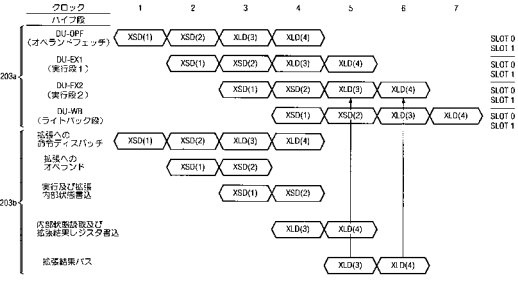 クロック 1 2 3 4 5 6 7
パイプ段
DU-OPF XSD(1) XSD(2) XLD(3) XLD(4) SLOT 0
(オペランドフェッチ) SLOT 1
DU-EX1 XSD(1) XSD(2) XLD(3) XLD(4) SLOT 0
(実行段1) SLOT 1
203a
DU-EX2 XSD(1) XSD(2) XLD(3) XLD(4) SLOT 0
(実行段2) SLOT 1
DU-WB XSD(1) XSD(2) XLD(3) XLD(4) SLOT 0
(ライトバック段) SLOT 1
拡張への
命令ディスパッチ XSD(1) XSD(2) XLD(3) XLD(4)
拡張への
オペランド XSD(1) XSD(2)
実行及び拡張
内部状態書込 XSD(1) XSD(2)
203b
内部状態読取及び
拡張結果レジスタ書込 XLD(3) XLD(4)
拡張結果バス XLD(3) XLD(4)